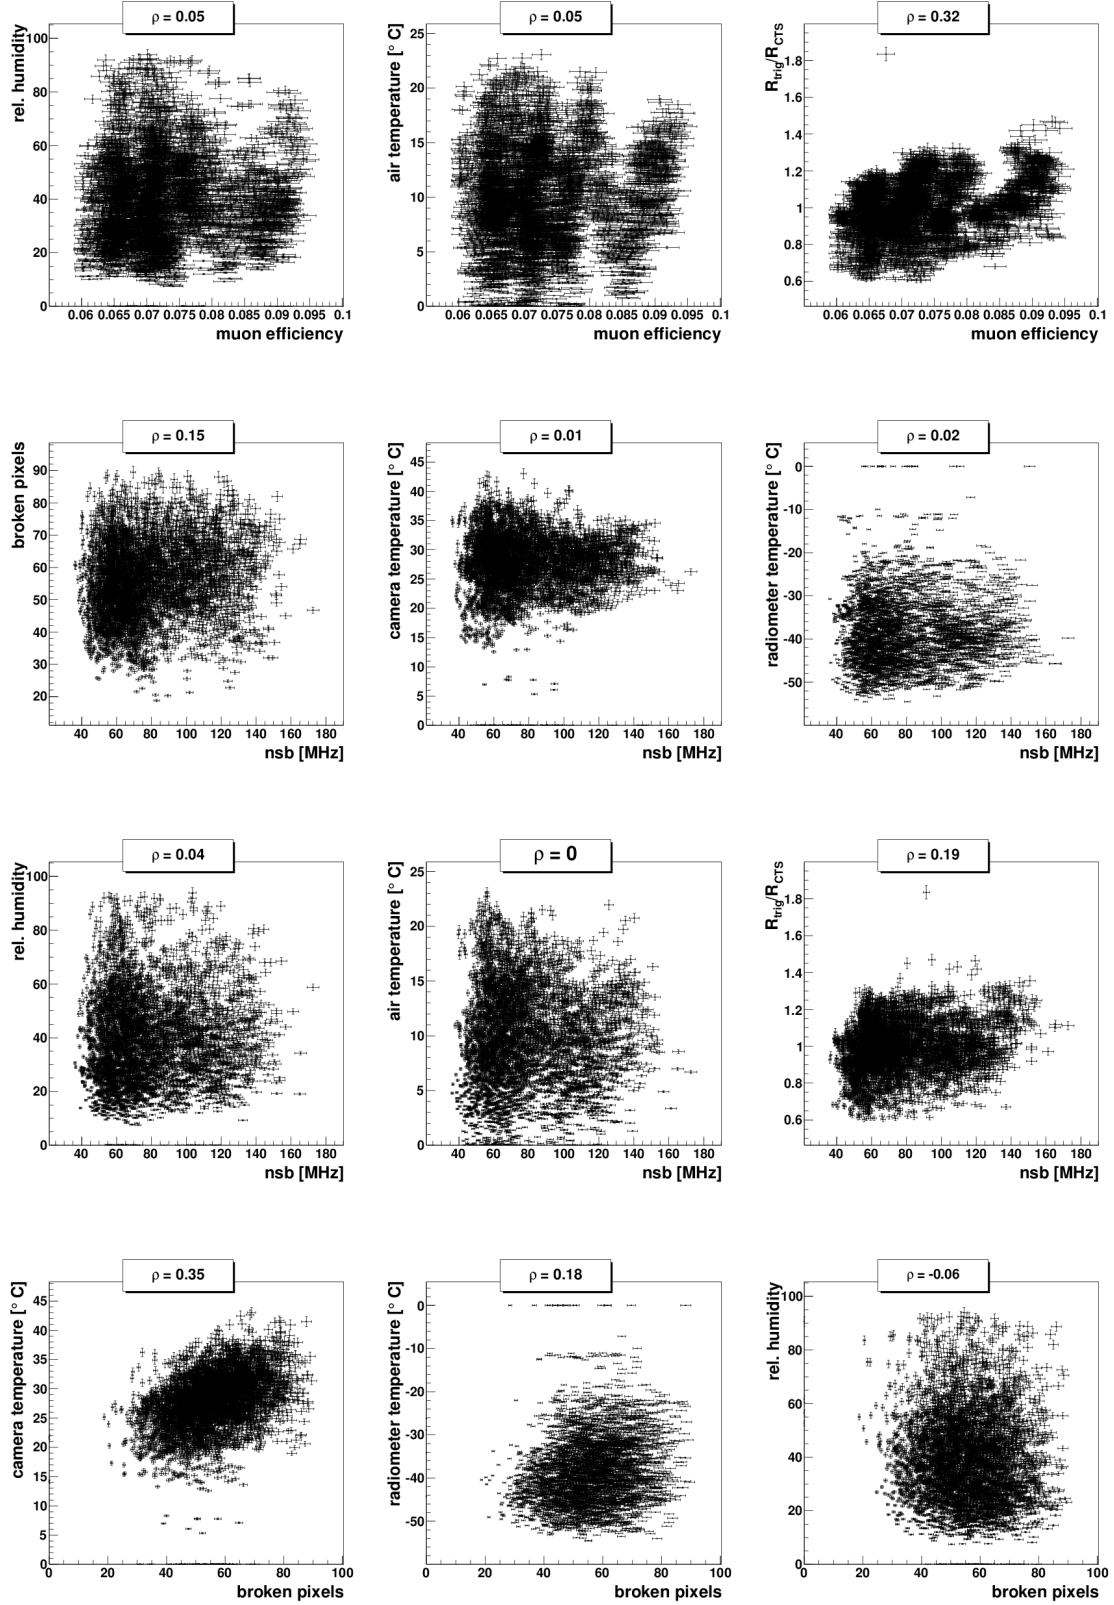 ρ = 0.05
rel. humidity
100
80
60
40
20
0
0.06 0.065 0.07 0.075 0.08 0.085 0.09 0.095 0.1
muon efficiency
ρ = 0.05
air temperature [° C]
25
20
15
10
5
0
0.06 0.065 0.07 0.075 0.08 0.085 0.09 0.095 0.1
muon efficiency
ρ = 0.32
R_trig/R_CTS
1.8
1.6
1.4
1.2
1
0.8
0.6
0.06 0.065 0.07 0.075 0.08 0.085 0.09 0.095 0.1
muon efficiency
ρ = 0.15
broken pixels
90
80
70
60
50
40
30
20
40 60 80 100 120 140 160 180
nsb [MHz]
ρ = 0.01
camera temperature [° C]
45
40
35
30
25
20
15
10
5
0
40 60 80 100 120 140 160 180
nsb [MHz]
ρ = 0.02
radiometer temperature [° C]
0
-10
-20
-30
-40
-50
40 60 80 100 120 140 160 180
nsb [MHz]
ρ = 0.04
rel. humidity
100
80
60
40
20
0
40 60 80 100 120 140 160 180
nsb [MHz]
ρ = 0
air temperature [° C]
25
20
15
10
5
0
40 60 80 100 120 140 160 180
nsb [MHz]
ρ = 0.19
R_trig/R_CTS
1.8
1.6
1.4
1.2
1
0.8
0.6
40 60 80 100 120 140 160 180
nsb [MHz]
ρ = 0.35
camera temperature [° C]
45
40
35
30
25
20
15
10
5
0
0 20 40 60 80 100
broken pixels
ρ = 0.18
radiometer temperature [° C]
0
-10
-20
-30
-40
-50
0 20 40 60 80 100
broken pixels
ρ = -0.06
rel. humidity
100
80
60
40
20
0
0 20 40 60 80 100
broken pixels